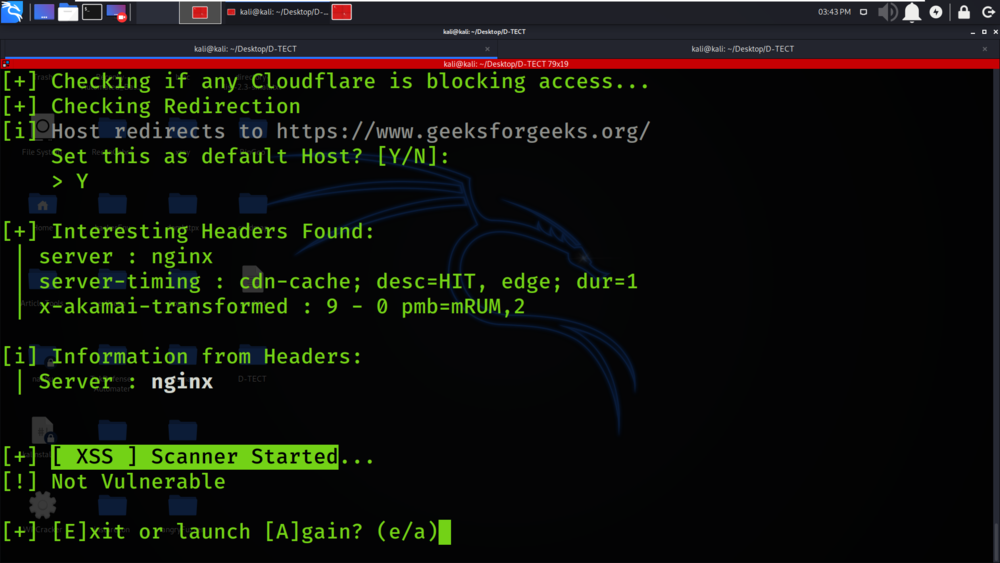 kali@kali: ~/Desktop/D-...
03:43 PM
kali@kali: ~/Desktop/D-TECT
kali@kali: ~/Desktop/D-TECT
kali@kali: ~/Desktop/D-TECT
kali@kali: ~/Desktop/D-TECT 79x19
[+] Checking if any Cloudflare is blocking access...
[+] Checking Redirection
[i] Host redirects to https://www.geeksforgeeks.org/
Set this as default Host? [Y/N]:
> Y
[+] Interesting Headers Found:
| server : nginx
| server-timing : cdn-cache; desc=HIT, edge; dur=1
| x-akamai-transformed : 9 - 0 pmb=mRUM,2
[i] Information from Headers:
| Server : nginx
D-TECT
[+] [ XSS ] Scanner Started...
[!] Not Vulnerable
[+] [E]xit or launch [A]gain? (e/a)